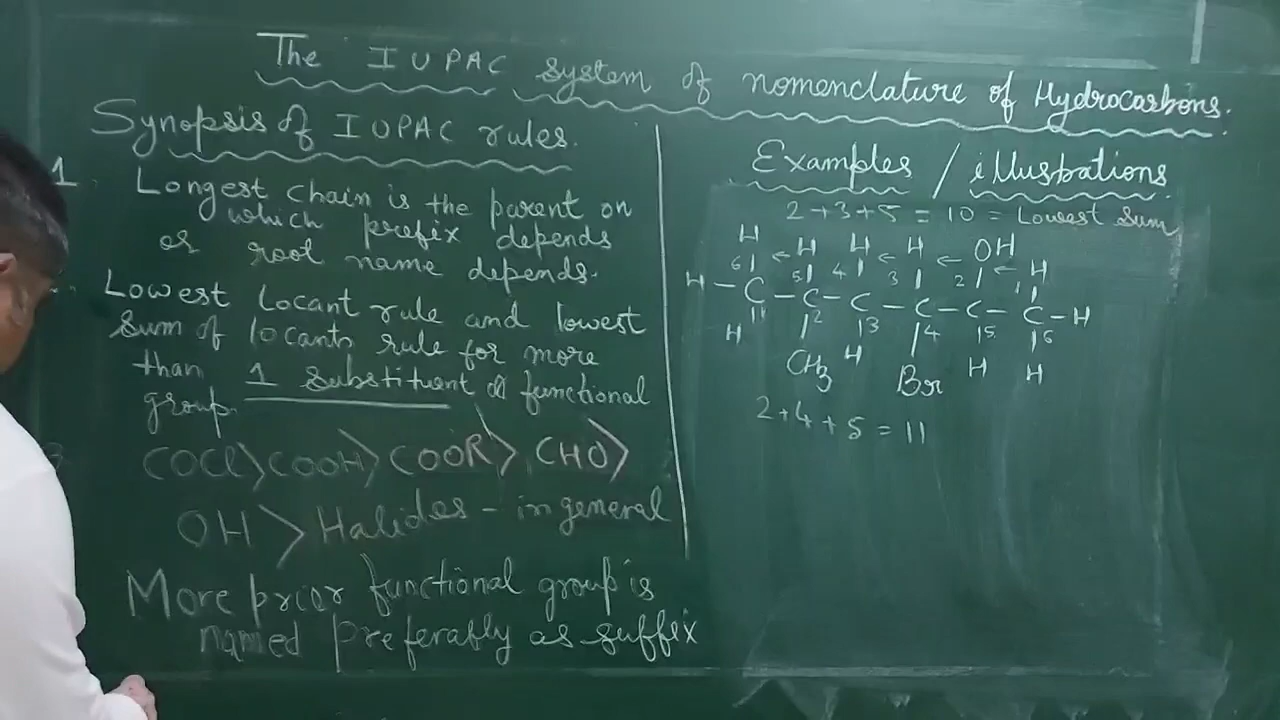 The IUPAC system of nomenclature of Hydrocarbons.
Synopsis of IUPAC rules.
1. Longest chain is the parent on
which prefix depends
or root name depends.
Lowest locant rule and lowest
sum of locants rule for more
than 1 substituent or functional
group.
COCl > COOH > COOR > CHO >
OH > Halides - in general
More prior functional group is
named preferably as suffix
Examples / illustrations
2+3+5 = 10 = Lowest sum
H H H H OH H
6 5 4 3 2 1
H - C - C - C - C - C - C - H
1 2 3 4 5 6
H CH3 H Br H H
2+4+5 = 11